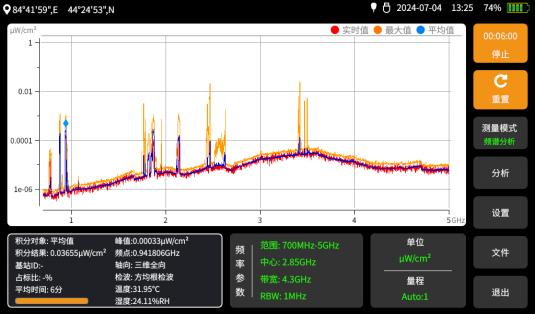 84°41'59",E 44°24'53",N 2024-07-04 13:25 74%
μW/cm²
实时值 最大值 平均值
1
0.01
0.0001
1e-06
1 2 3 4 5GHz
00:06:00
停止
重置
测量模式
频谱分析
分析
设置
文件
退出
积分对象: 平均值
积分结果: 0.03655μW/cm²
基站ID:-
占标比: -%
平均时间: 6分
峰值:0.00033μW/cm²
频点:0.941806GHz
轴向: 三维全向
检波: 方均根检波
温度:31.95℃
湿度:24.11%RH
频率参数
范围: 700MHz-5GHz
中心: 2.85GHz
带宽: 4.3GHz
RBW: 1MHz
单位
μW/cm²
量程
Auto:1